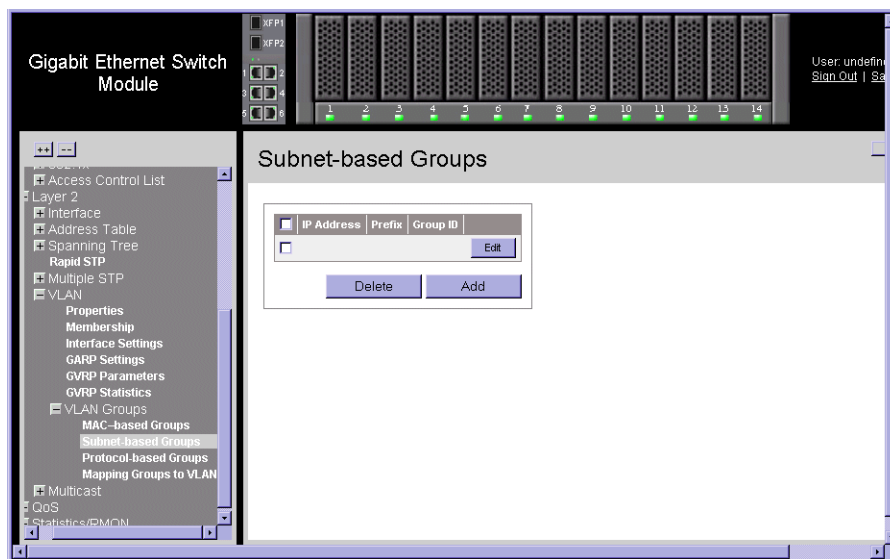 XFP1
XFP2
Gigabit Ethernet Switch
Module
1 2
3 4
5 6
1 2 3 4 5 6 7 8 9 10 11 12 13 14
User: undefin
Sign Out | Sa
++ --
Subnet-based Groups
Access Control List
Layer 2
Interface
Address Table
Spanning Tree
Rapid STP
Multiple STP
VLAN
Properties
Membership
Interface Settings
GARP Settings
GVRP Parameters
GVRP Statistics
VLAN Groups
MAC-based Groups
Subnet-based Groups
Protocol-based Groups
Mapping Groups to VLAN
Multicast
QoS
Statistics/RMON
IP Address Prefix Group ID
Edit
Delete Add